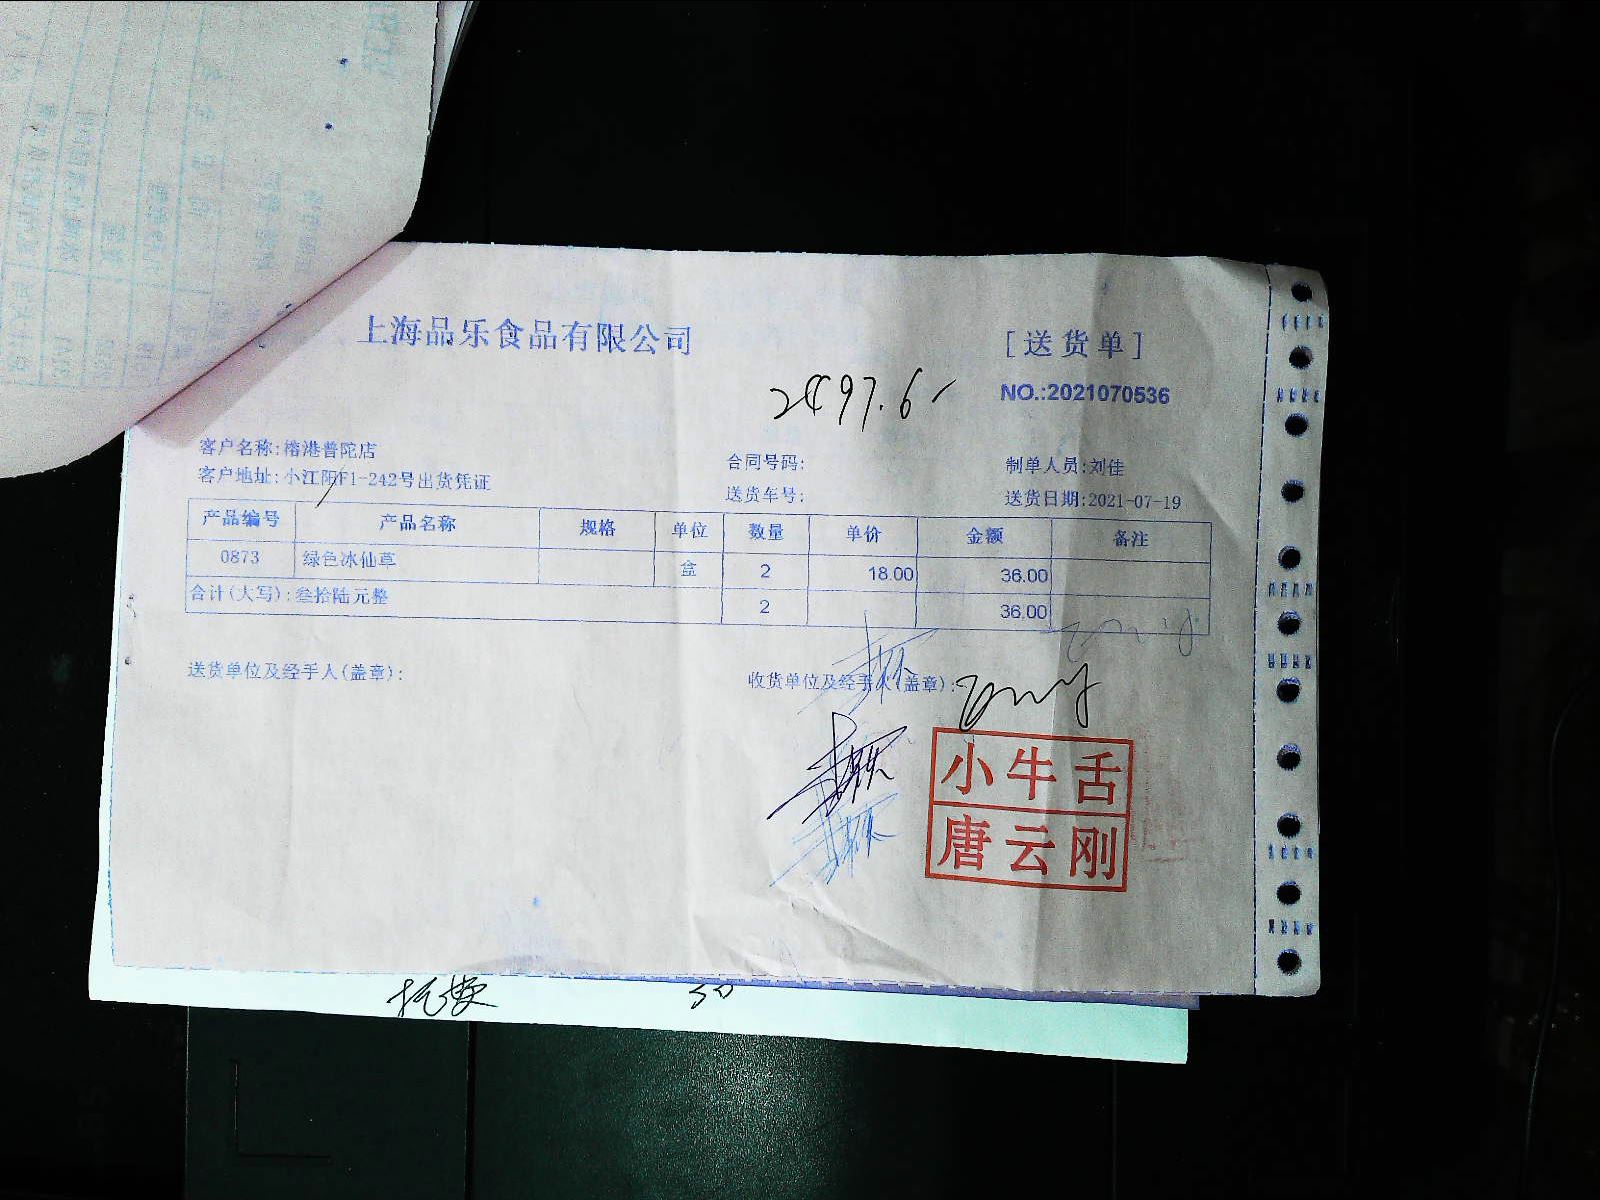 上海品乐食品有限公司
[送货单]
2497.6
NO.:2021070536
客户名称:楿港普陀店
合同号码:
制单人员:刘佳
客户地址:小江阳F1-242号出货凭证
送货车号:
送货日期:2021-07-19
产品编号 产品名称 规格 单位 数量 单价 金额 备注
0873 绿色冰仙草 盒 2 18.00 36.00
合计(大写):叁拾陆元整 2 36.00
送货单位及经手人(盖章):
收货单位及经手人(盖章):
小牛舌
唐云刚
50